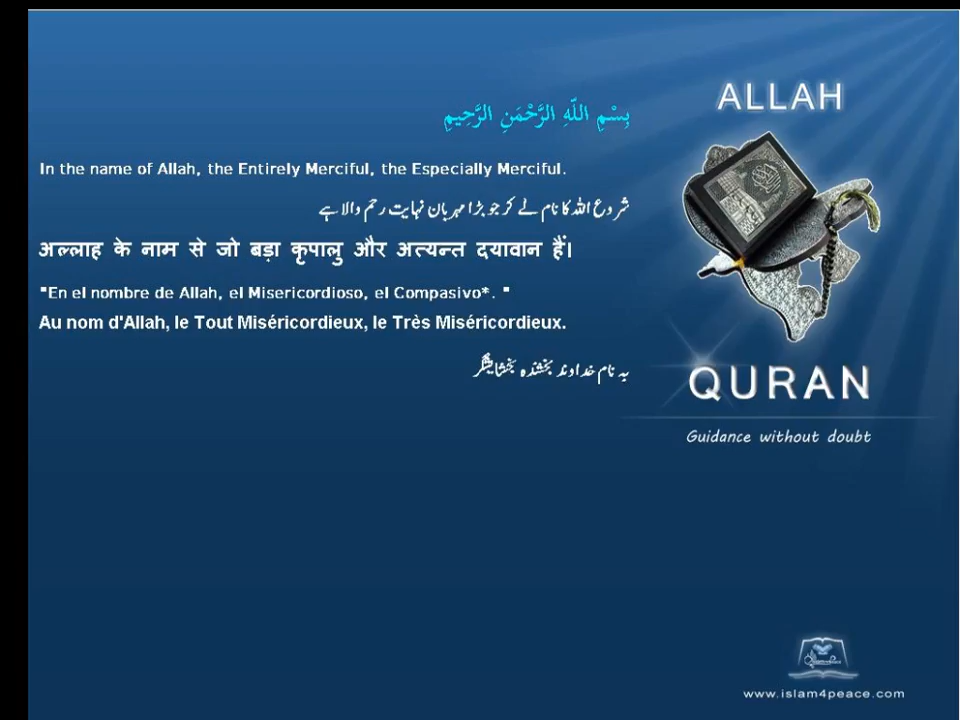 بِسْمِ اللَّهِ الرَّحْمَنِ الرَّحِيمِ
In the name of Allah, the Entirely Merciful, the Especially Merciful.
شروع الله کا نام لے کر جو بڑا مہربان نہایت رحم والا ہے
अल्लाह के नाम से जो बड़ा कृपालु और अत्यन्त दयावान हैं।
"En el nombre de Allah, el Misericordioso, el Compasivo*. "
Au nom d'Allah, le Tout Miséricordieux, le Très Miséricordieux.
به نام خداوند بخشنده بخشایشگر
ALLAH
QURAN
Guidance without doubt
www.islam4peace.com